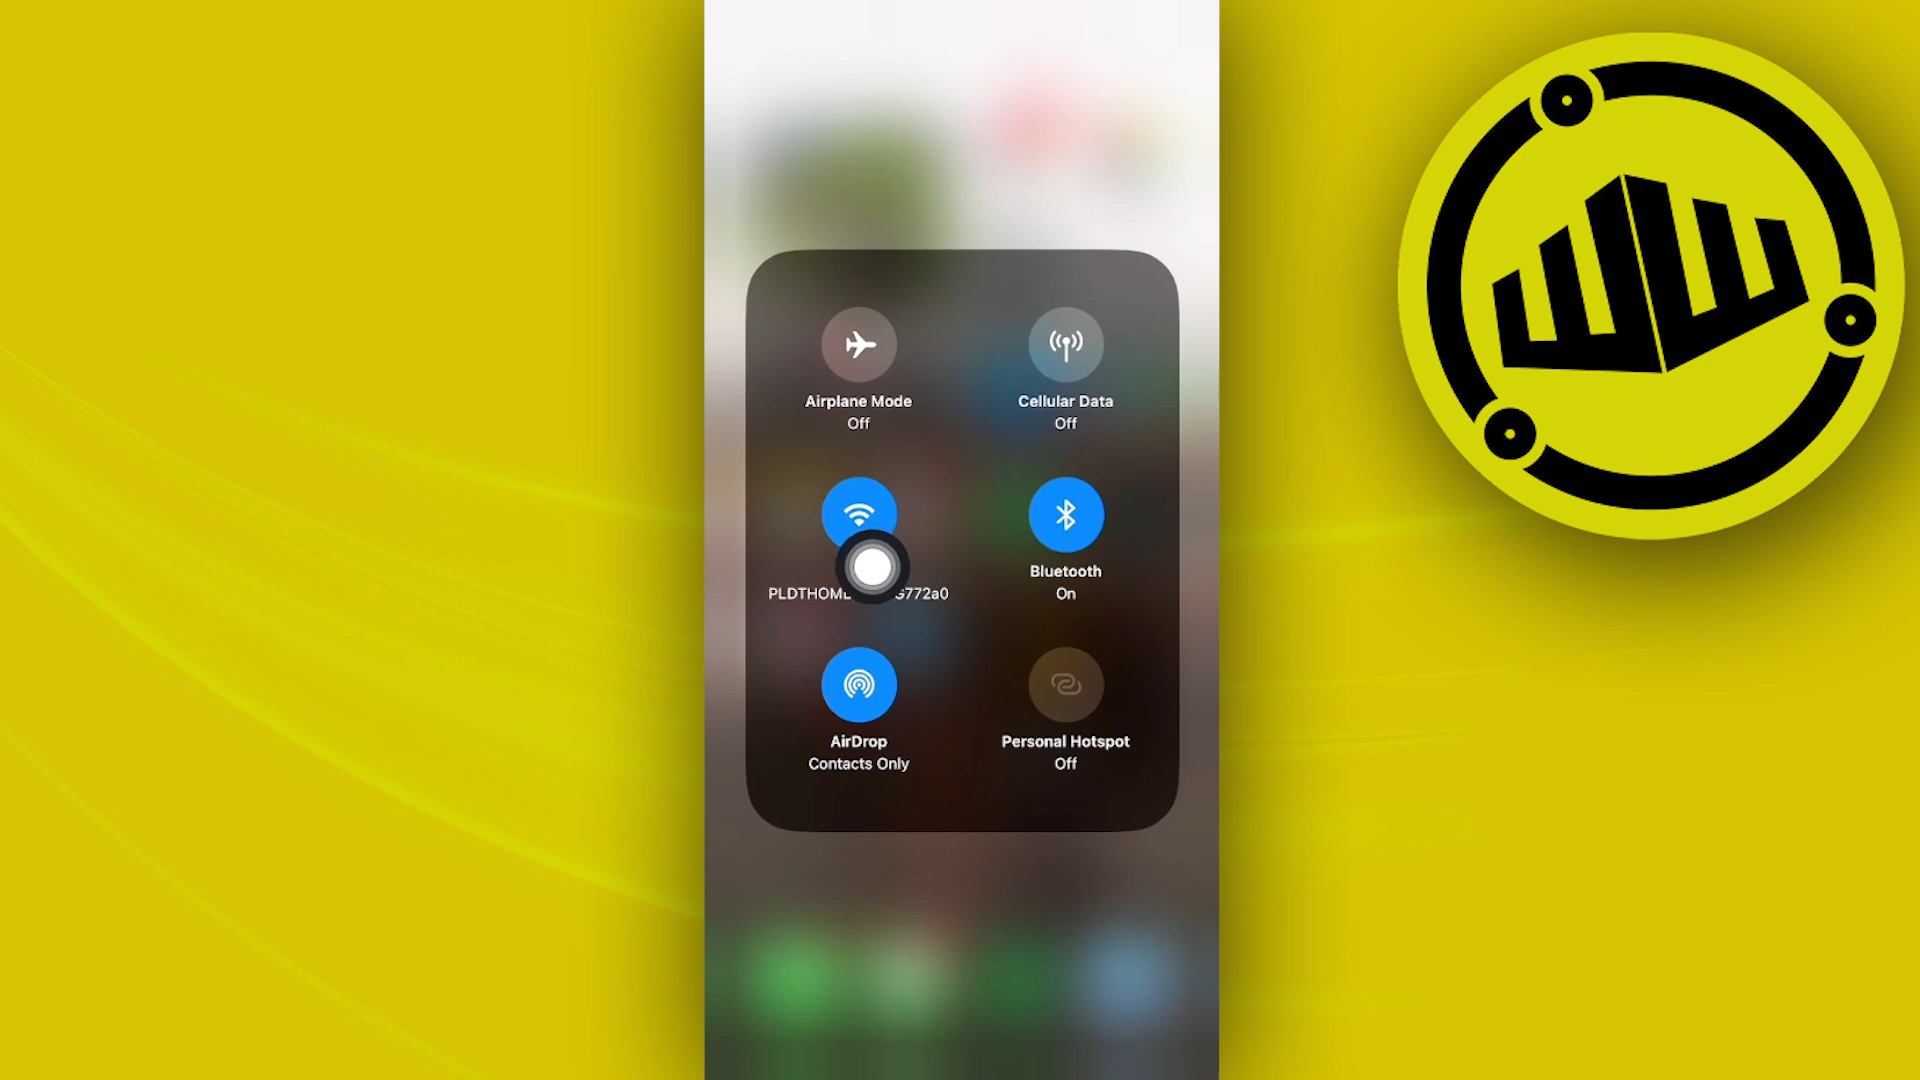 Airplane Mode
Off
Cellular Data
Off
Bluetooth
On
AirDrop
Contacts Only
Personal Hotspot
Off